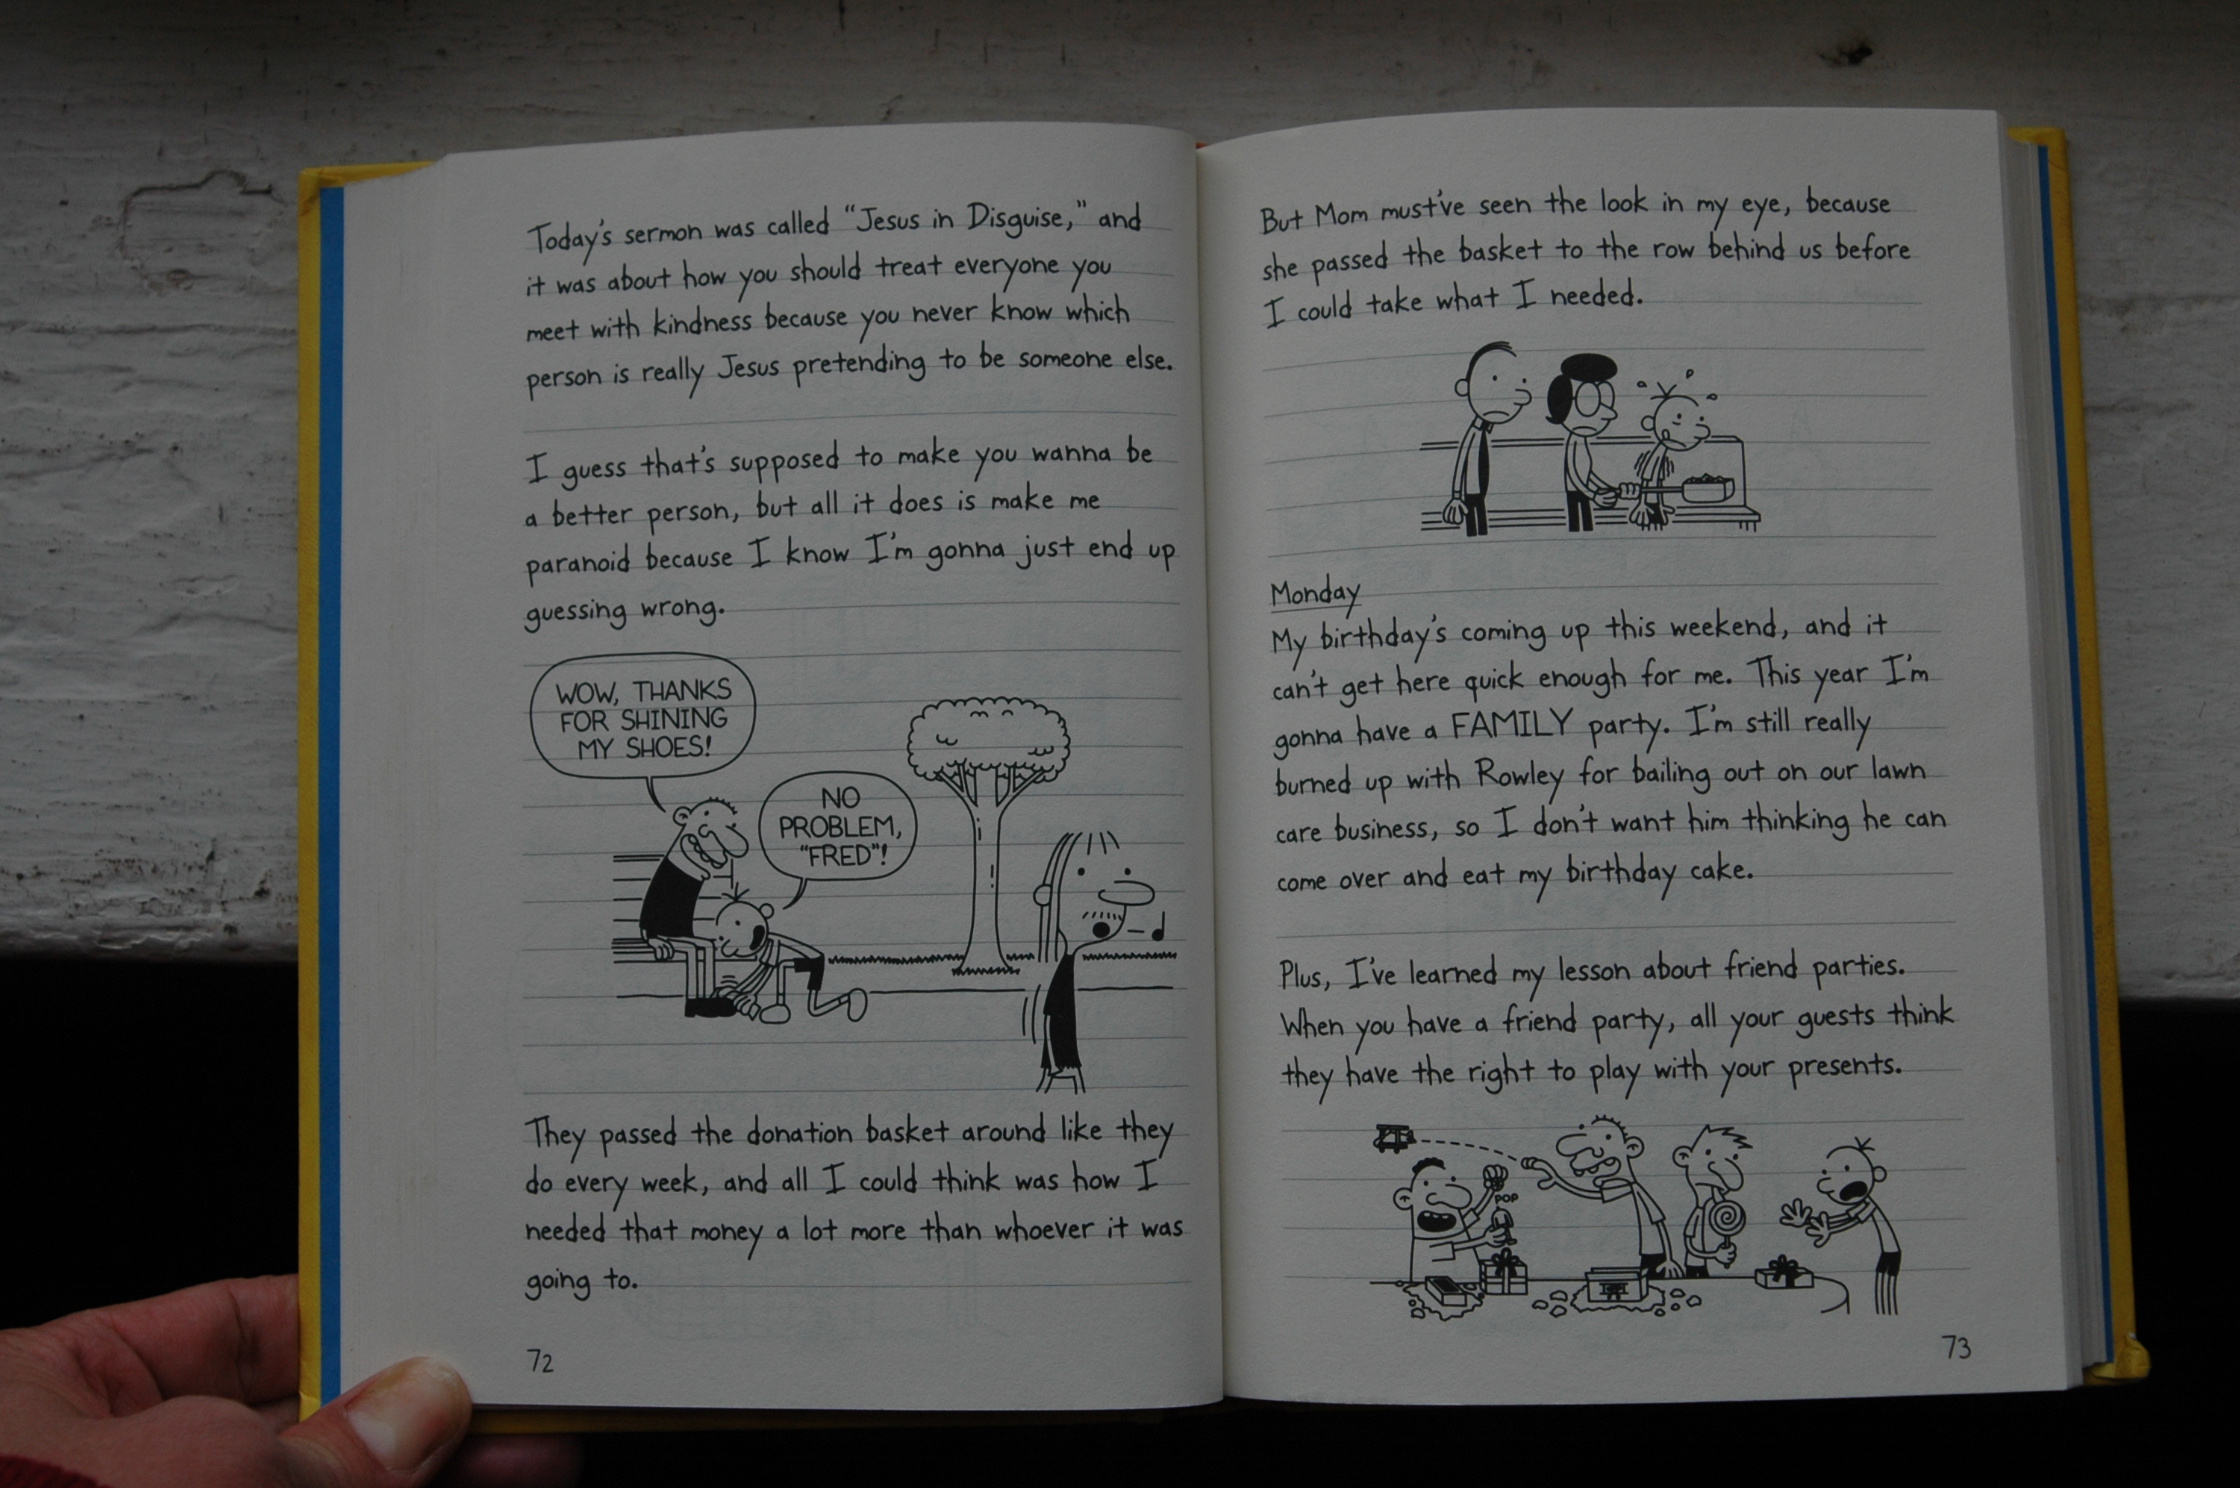 Today's sermon was called "Jesus in Disguise," and
it was about how you should treat everyone you
meet with kindness because you never know which
person is really Jesus pretending to be someone else.
I guess that's supposed to make you wanna be
a better person, but all it does is make me
paranoid because I know I'm gonna just end up
guessing wrong.
WOW, THANKS
FOR SHINING
MY SHOES!
NO
PROBLEM,
"FRED"!
They passed the donation basket around like they
do every week, and all I could think was how I
needed that money a lot more than whoever it was
going to.
72
But Mom must've seen the look in my eye, because
she passed the basket to the row behind us before
I could take what I needed.
Monday
My birthday's coming up this weekend, and it
can't get here quick enough for me. This year I'm
gonna have a FAMILY party. I'm still really
burned up with Rowley for bailing out on our lawn
care business, so I don't want him thinking he can
come over and eat my birthday cake.
Plus, I've learned my lesson about friend parties.
When you have a friend party, all your guests think
they have the right to play with your presents.
POP
73